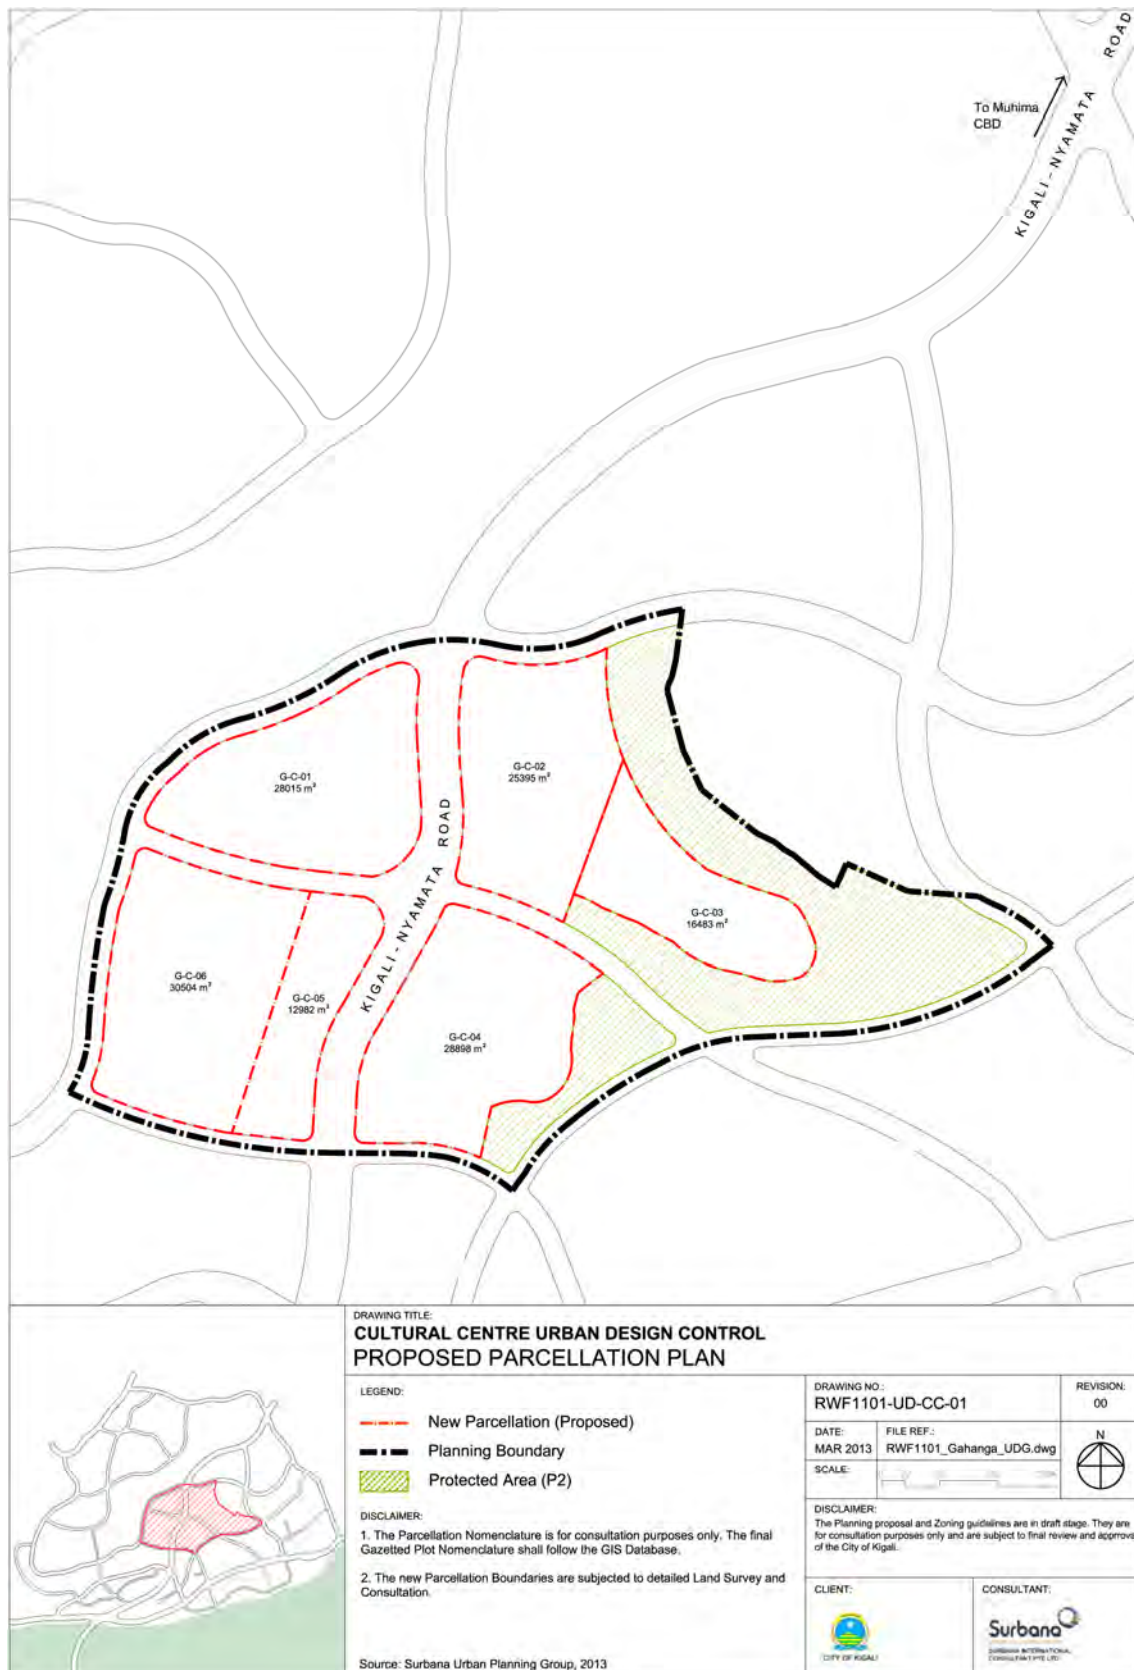 To Muhima
CBD
KIGALI - NYAMATA ROAD
G-C-01
28015 m²
G-C-02
25395 m²
KIGALI - NYAMATA ROAD
G-C-03
16483 m²
G-C-06
30504 m²
G-C-05
12982 m²
G-C-04
28898 m²
DRAWING TITLE:
CULTURAL CENTRE URBAN DESIGN CONTROL
PROPOSED PARCELLATION PLAN
LEGEND:
New Parcellation (Proposed)
Planning Boundary
Protected Area (P2)
DISCLAIMER:
1. The Parcellation Nomenclature is for consultation purposes only. The final
Gazetted Plot Nomenclature shall follow the GIS Database.
2. The new Parcellation Boundaries are subjected to detailed Land Survey and
Consultation.
Source: Surbana Urban Planning Group, 2013
DRAWING NO.:
RWF1101-UD-CC-01
REVISION:
00
DATE:
MAR 2013
FILE REF.:
RWF1101_Gahanga_UDG.dwg
N
SCALE:
DISCLAIMER:
The Planning proposal and Zoning guidelines are in draft stage. They are
for consultation purposes only and are subject to final review and approva
of the City of Kigali.
CLIENT:
CITY OF KIGALI
CONSULTANT:
Surbana
SURBANA INTERNATIONAL
CONSULTANTS PTE LTD